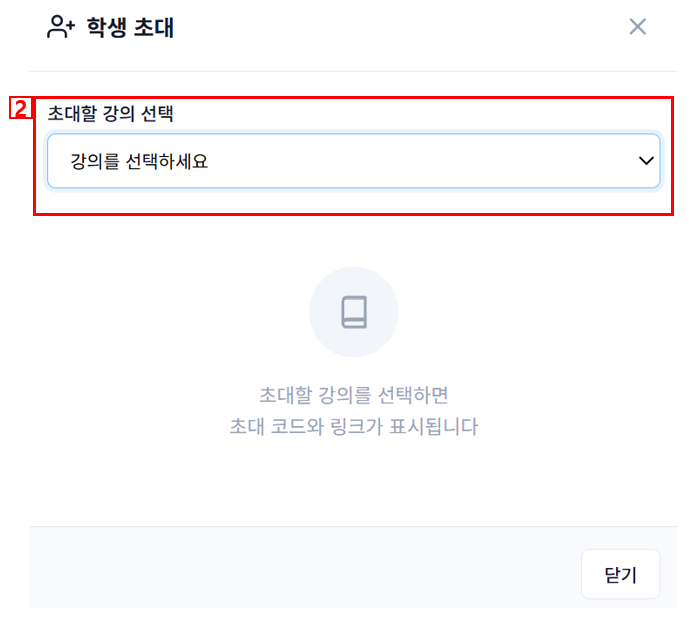 학생 초대
2
초대할 강의 선택
강의를 선택하세요
초대할 강의를 선택하면
초대 코드와 링크가 표시됩니다
닫기